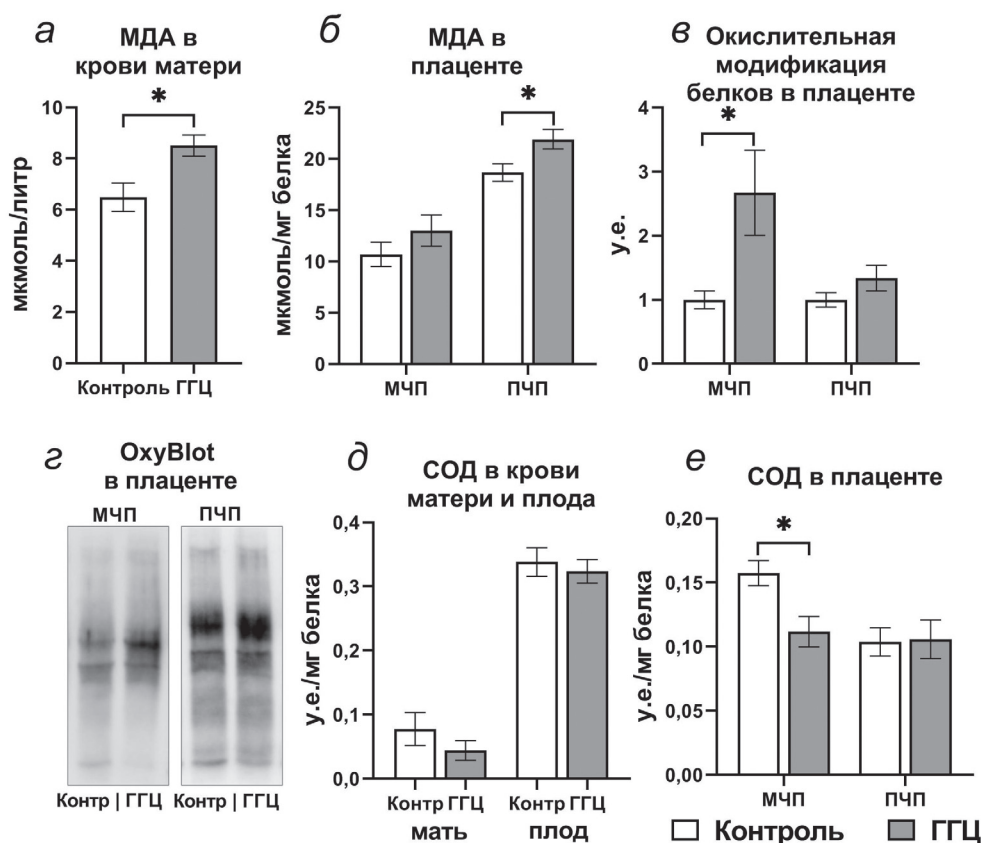 а
МДА в
крови матери
*
мкмоль/литр
10
8
6
4
2
0
Контроль ГГЦ
б
МДА в
плаценте
*
мкмоль/мг белка
25
20
15
10
5
0
МЧП ПЧП
в
Окислительная
модификация
белков в плаценте
*
у.е.
4
3
2
1
0
МЧП ПЧП
г
OxyBlot
в плаценте
МЧП ПЧП
Контр | ГГЦ Контр | ГГЦ
д
СОД в крови
матери и плода
у.е./мг белка
0,4
0,3
0,2
0,1
0,0
Контр ГГЦ Контр ГГЦ
мать плод
е
СОД в плаценте
*
у.е./мг белка
0,20
0,15
0,10
0,05
0,00
МЧП ПЧП
Контроль ГГЦ